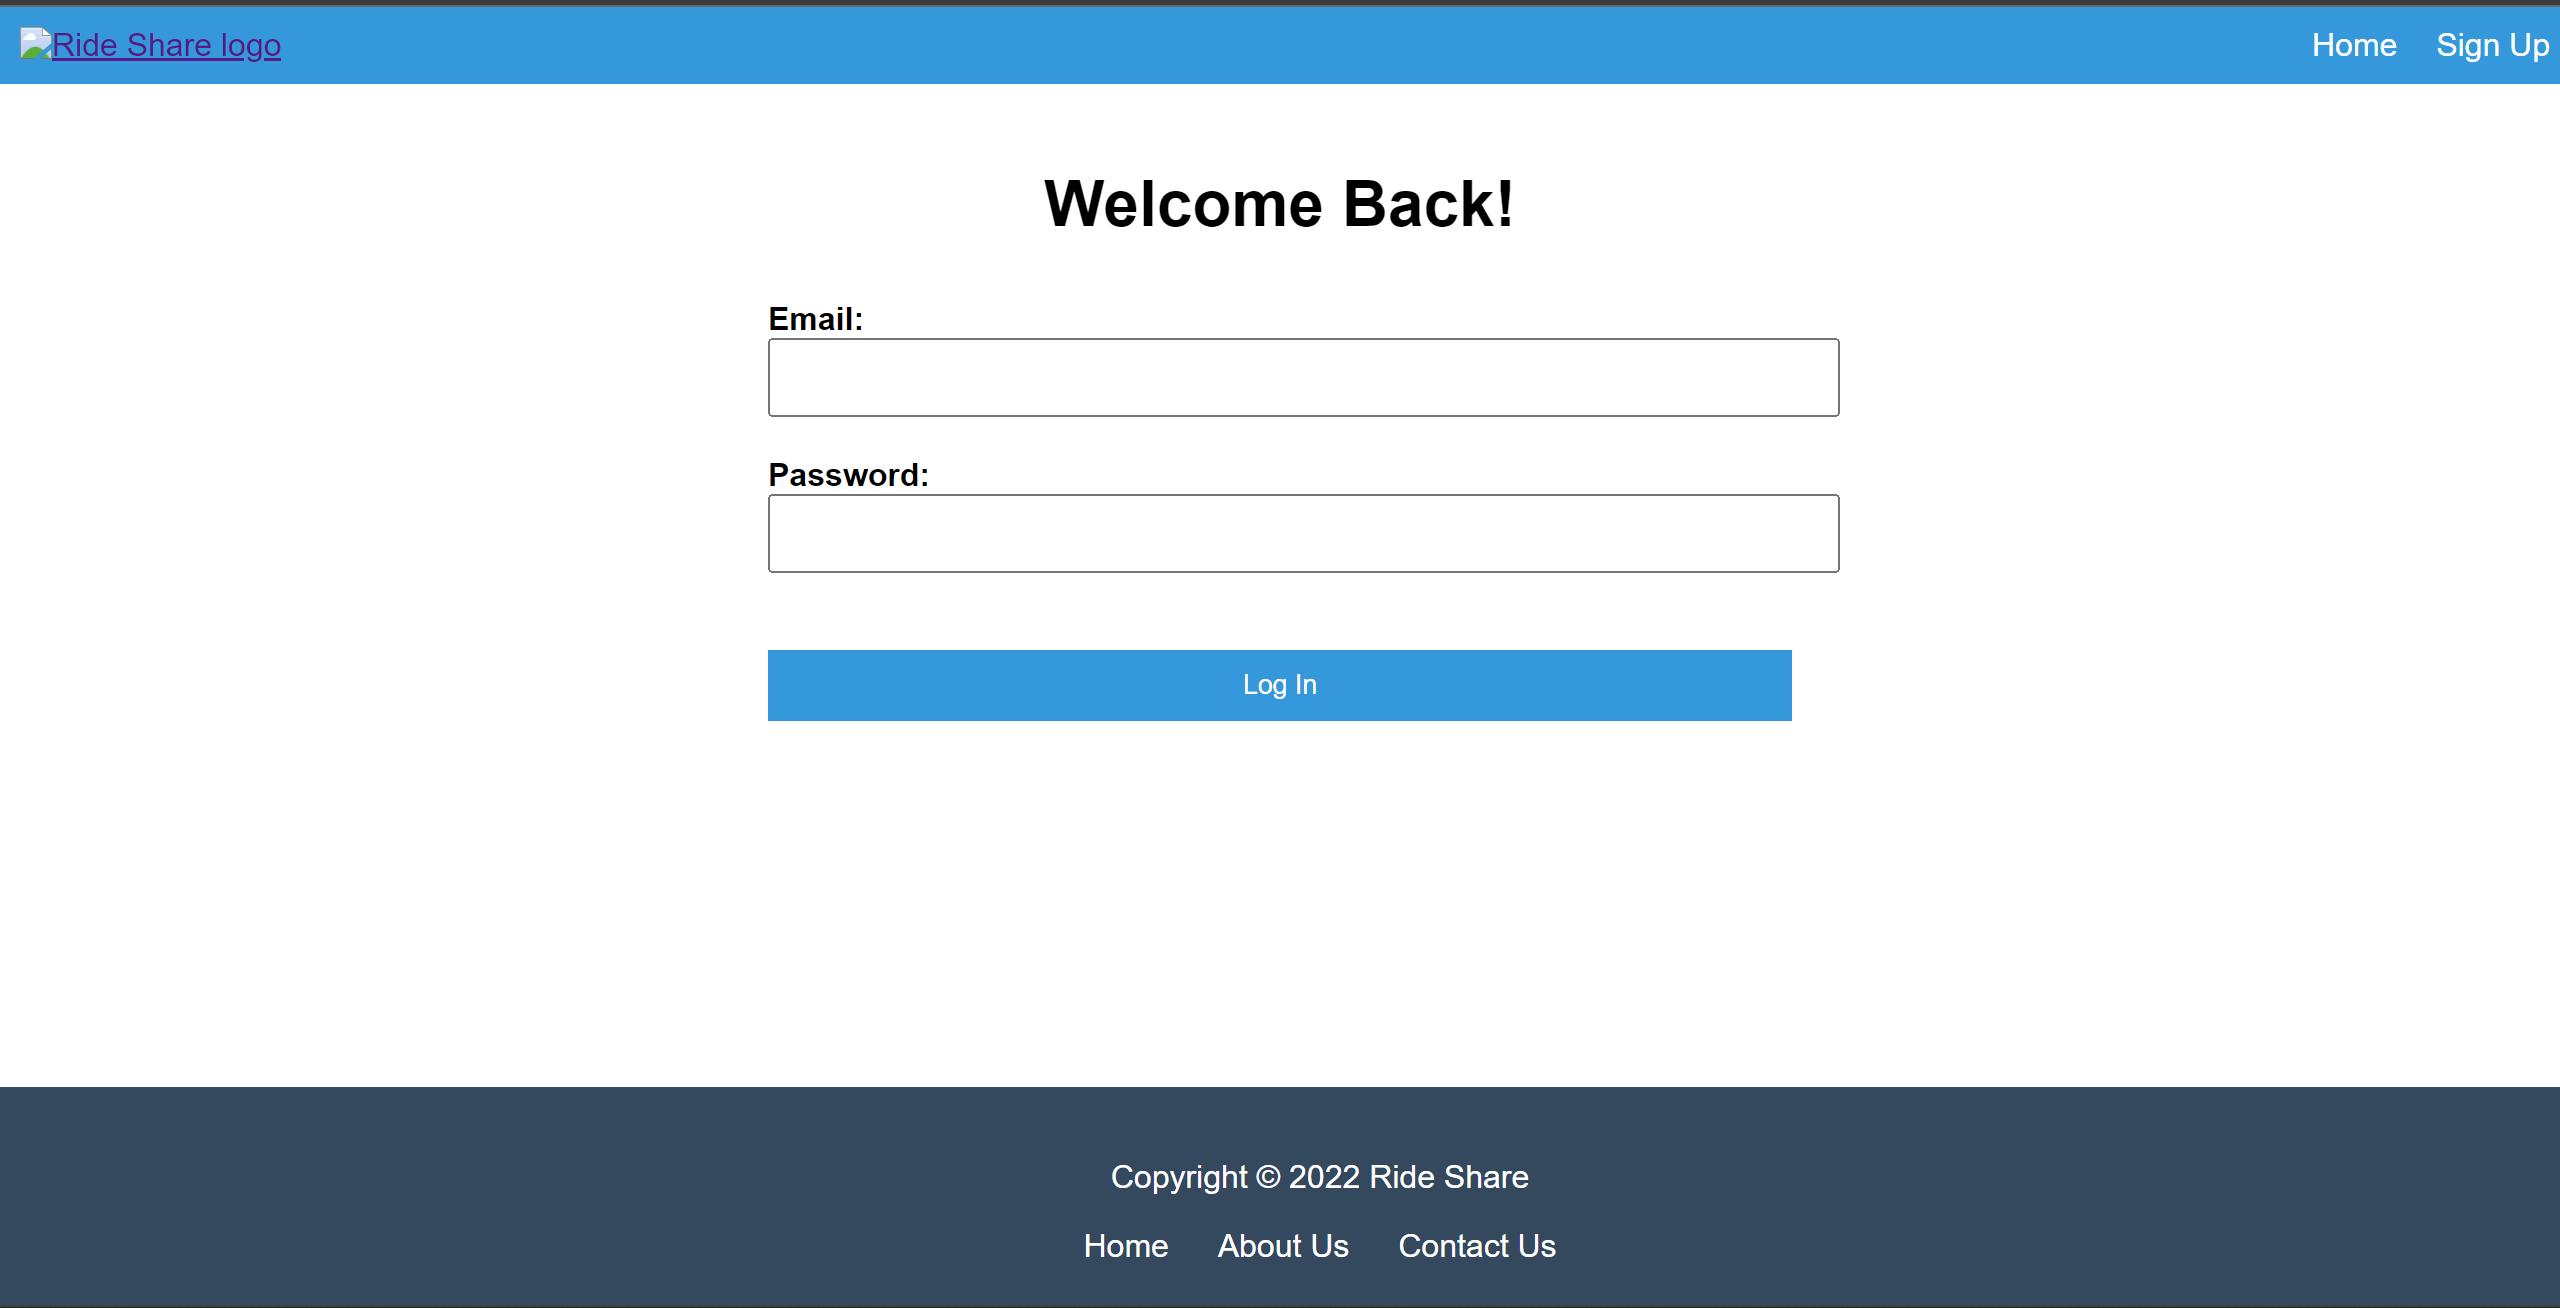 Ride Share logo
Home Sign Up
Welcome Back!
Email:
Password:
Log In
Copyright © 2022 Ride Share
Home About Us Contact Us